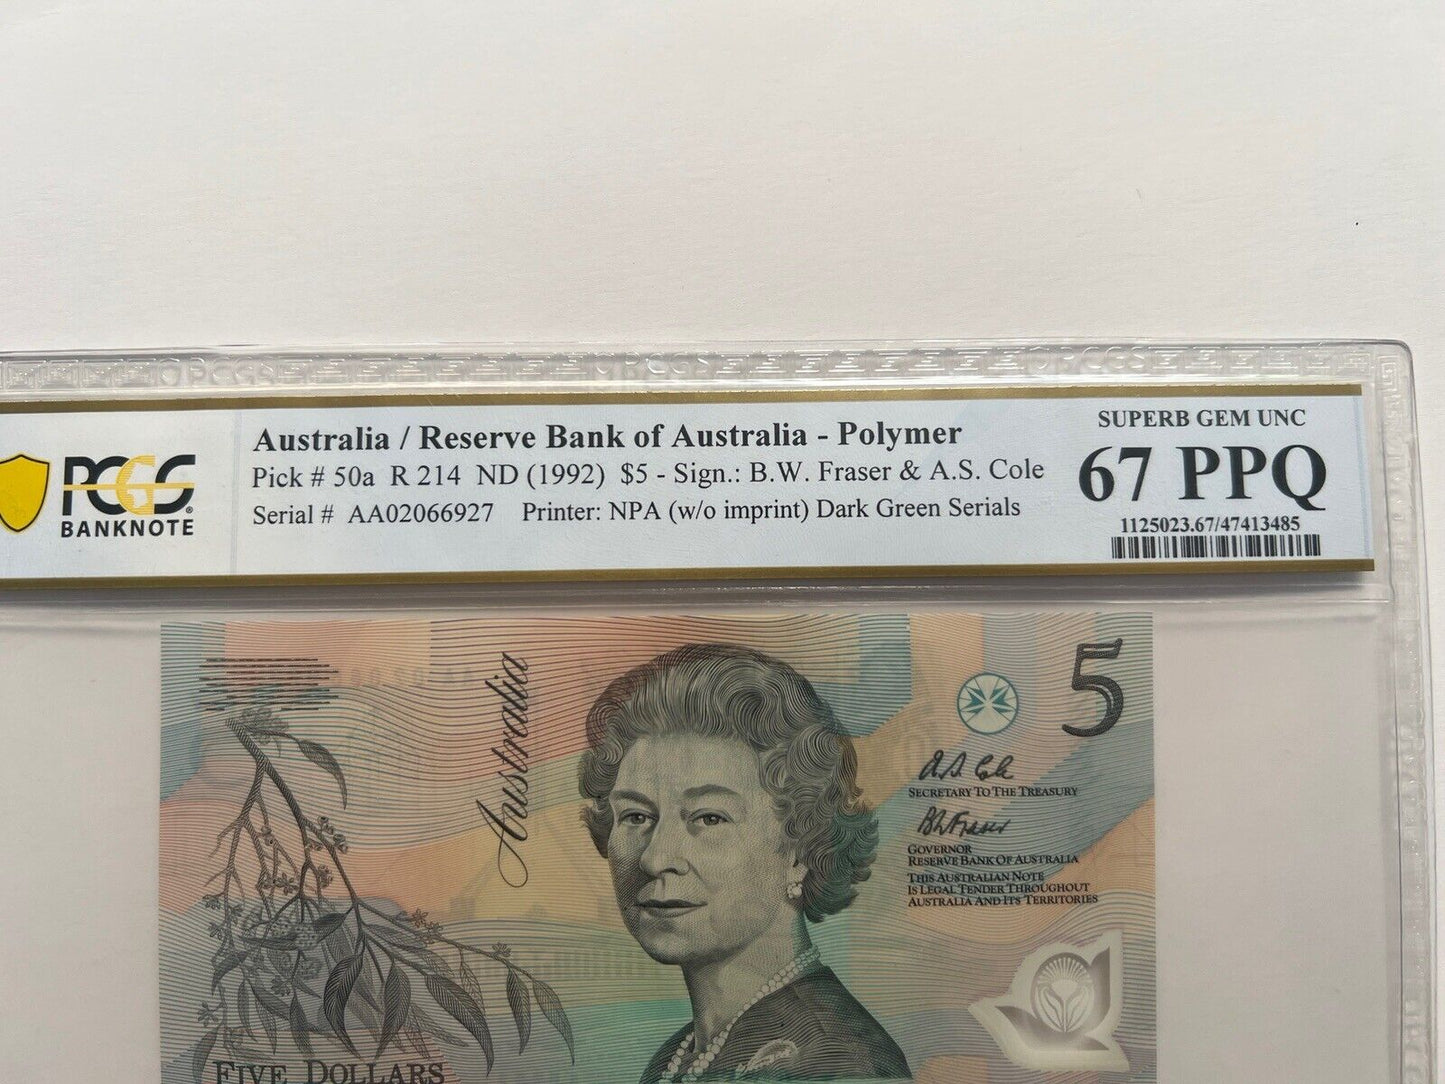 PCGS
BANKNOTE
Australia / Reserve Bank of Australia - Polymer
Pick # 50a R 214 ND (1992) $5 - Sign.: B.W. Fraser & A.S. Cole
Serial # AA02066927 Printer: NPA (w/o imprint) Dark Green Serials
SUPERB GEM UNC
67 PPQ
1125023.67/47413485
Australia
5
A.S. Cole
SECRETARY TO THE TREASURY
BWFraser
GOVERNOR
RESERVE BANK OF AUSTRALIA
THIS AUSTRALIAN NOTE
IS LEGAL TENDER THROUGHOUT
AUSTRALIA AND ITS TERRITORIES
FIVE DOLLARS